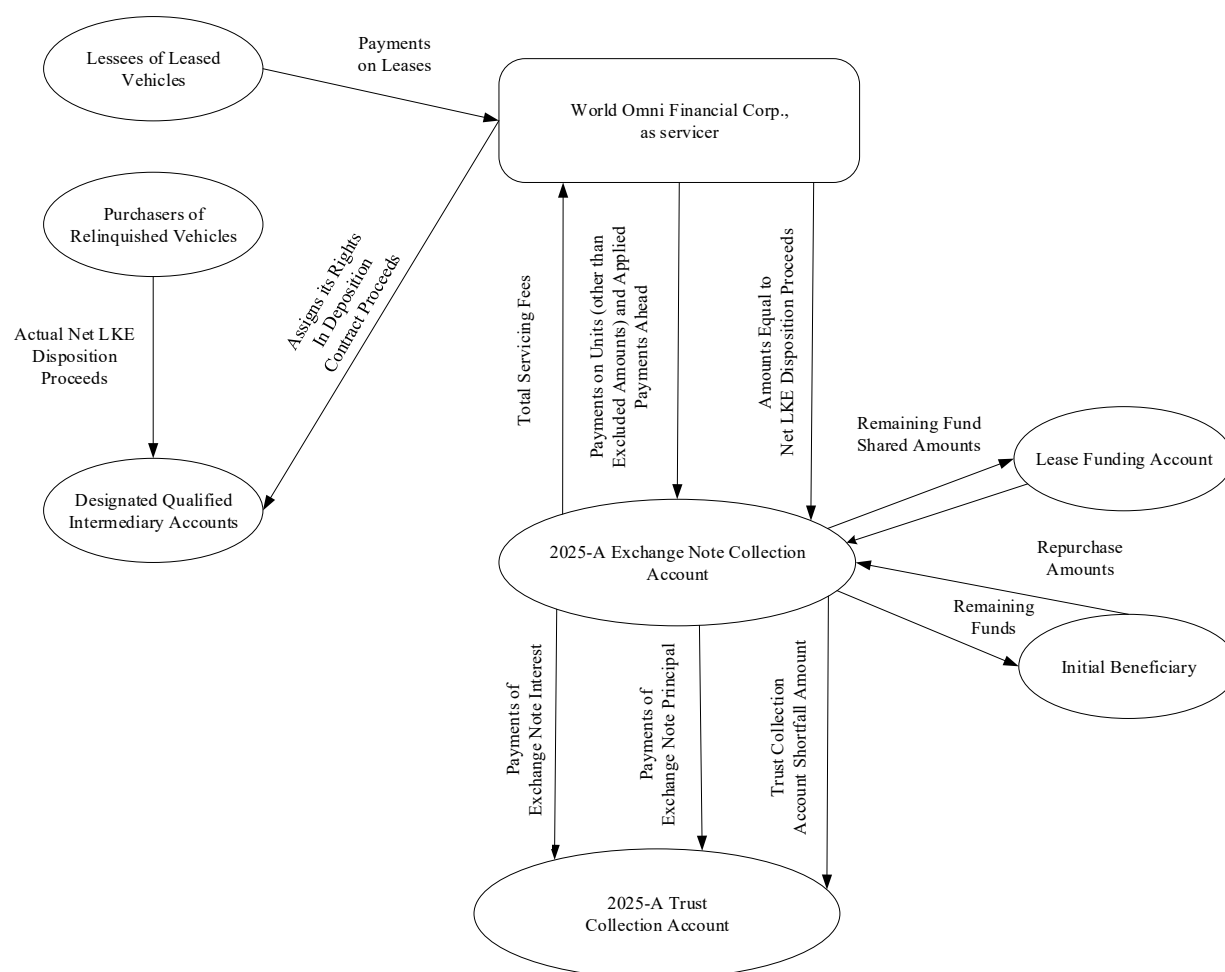 Lessees of Leased
Vehicles
Payments
on Leases
World Omni Financial Corp.,
as servicer
Purchasers of
Relinquished Vehicles
Actual Net LKE
Disposition
Proceeds
Assigns its Rights
In Deposition
Contract Proceeds
Designated Qualified
Intermediary Accounts
Total Servicing Fees
Payments on Units (other than
Excluded Amounts) and Applied
Payments Ahead
Amounts Equal to
Net LKE Disposition Proceeds
Remaining Fund
Shared Amounts
Lease Funding Account
2025-A Exchange Note Collection
Account
Repurchase
Amounts
Remaining
Funds
Initial Beneficiary
Payments of
Exchange Note Interest
Payments of
Exchange Note Principal
Trust Collection
Account Shortfall Amount
2025-A Trust
Collection Account